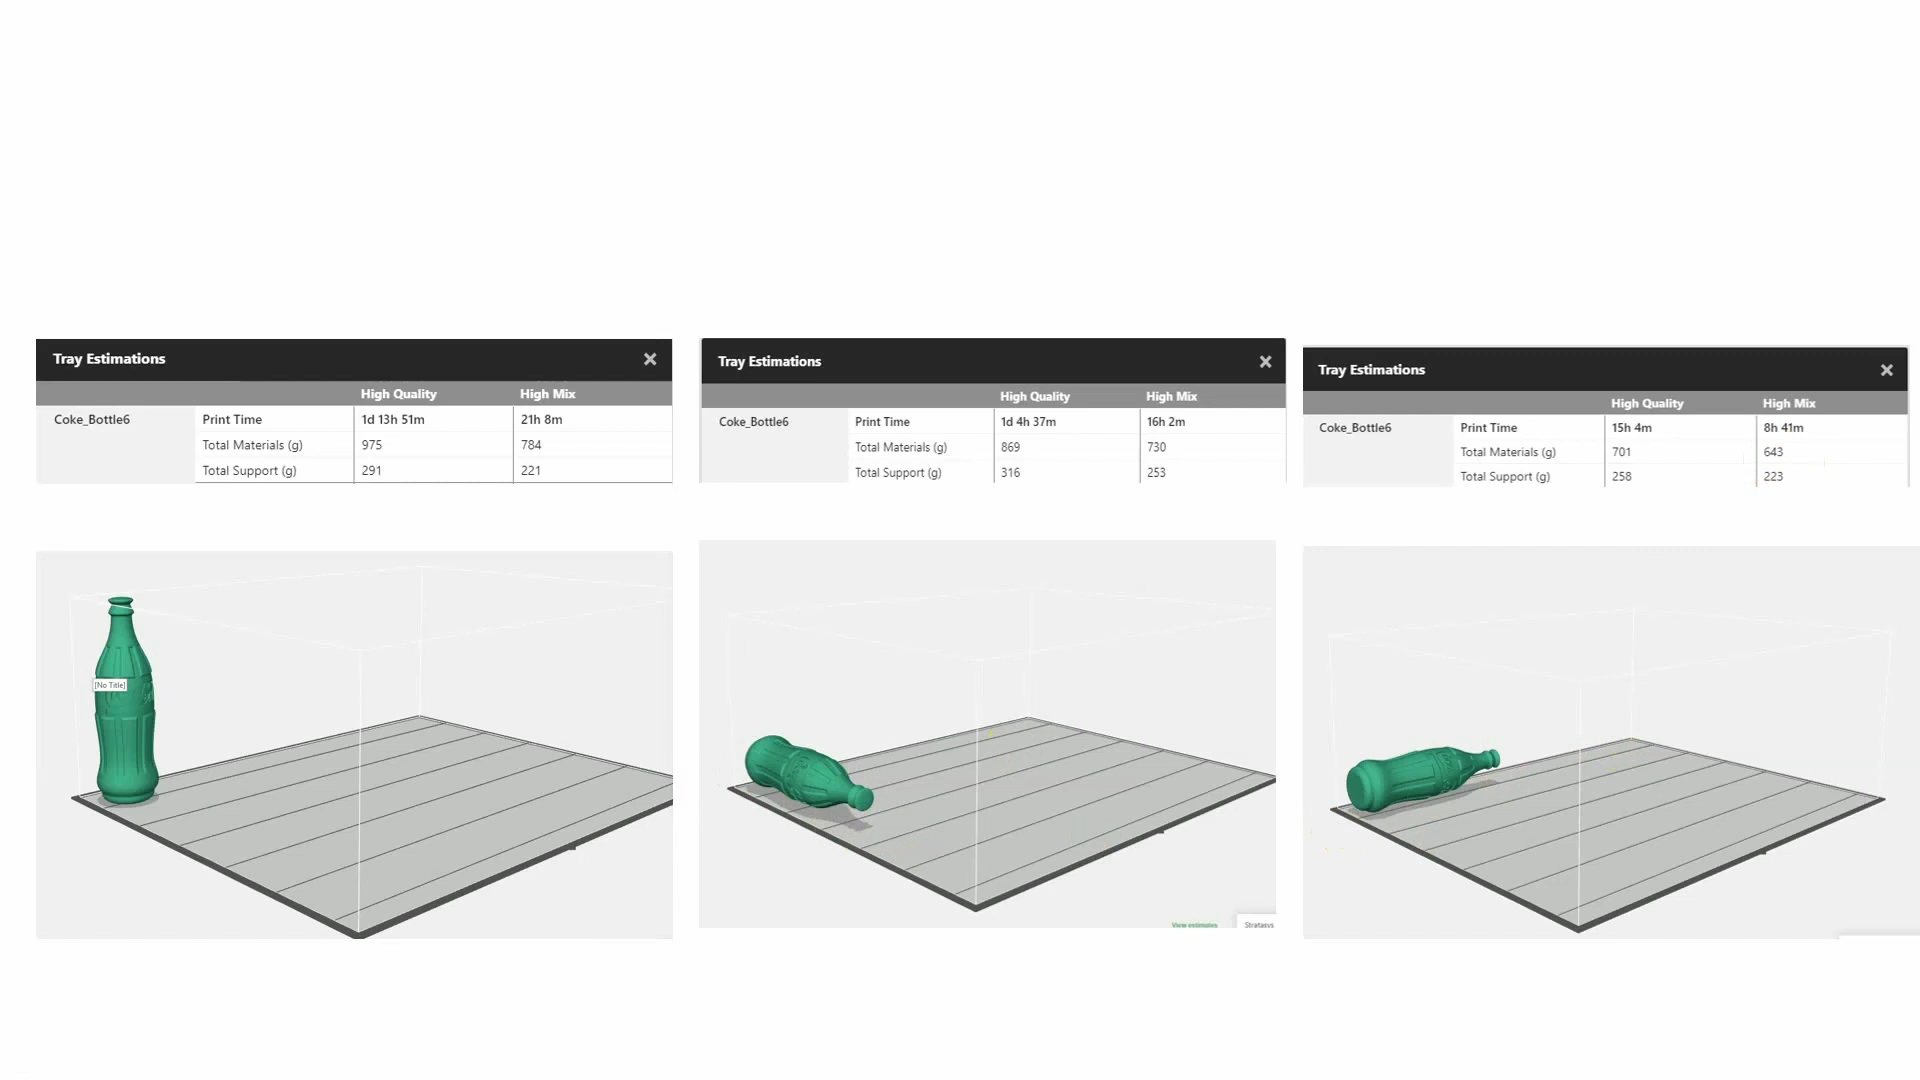 Tray Estimations
High Quality High Mix
Coke_Bottle6 Print Time 1d 13h 51m 21h 8m
Total Materials (g) 975 784
Total Support (g) 291 221
[No Title]
Tray Estimations
High Quality High Mix
Coke_Bottle6 Print Time 1d 4h 37m 16h 2m
Total Materials (g) 869 730
Total Support (g) 316 253
View estimates Stratasys
Tray Estimations
High Quality High Mix
Coke_Bottle6 Print Time 15h 4m 8h 41m
Total Materials (g) 701 643
Total Support (g) 258 223